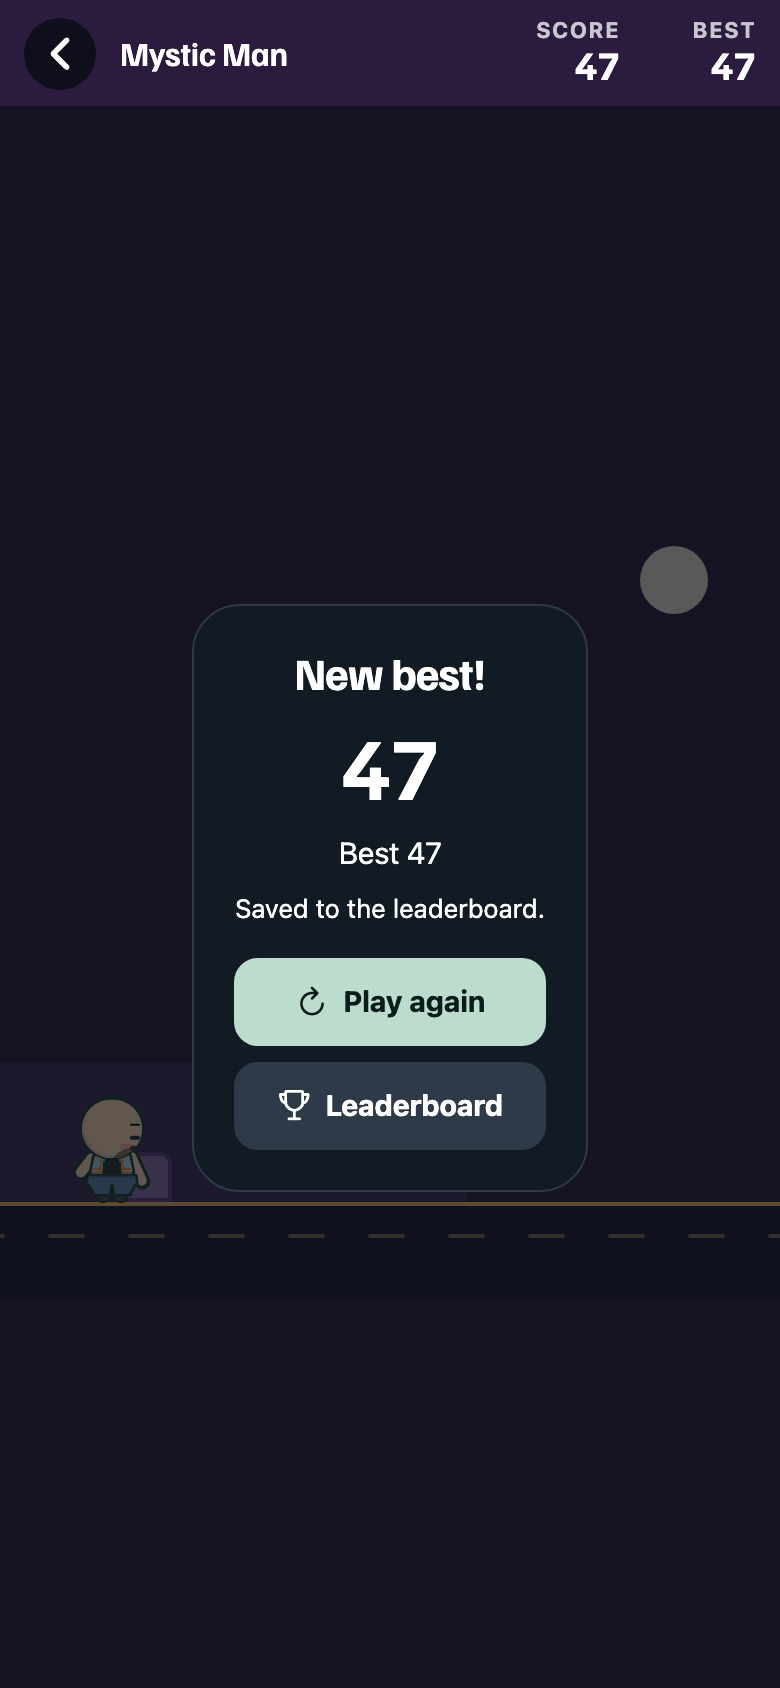 Mystic Man
SCORE
47
BEST
47
New best!
47
Best 47
Saved to the leaderboard.
Play again
Leaderboard